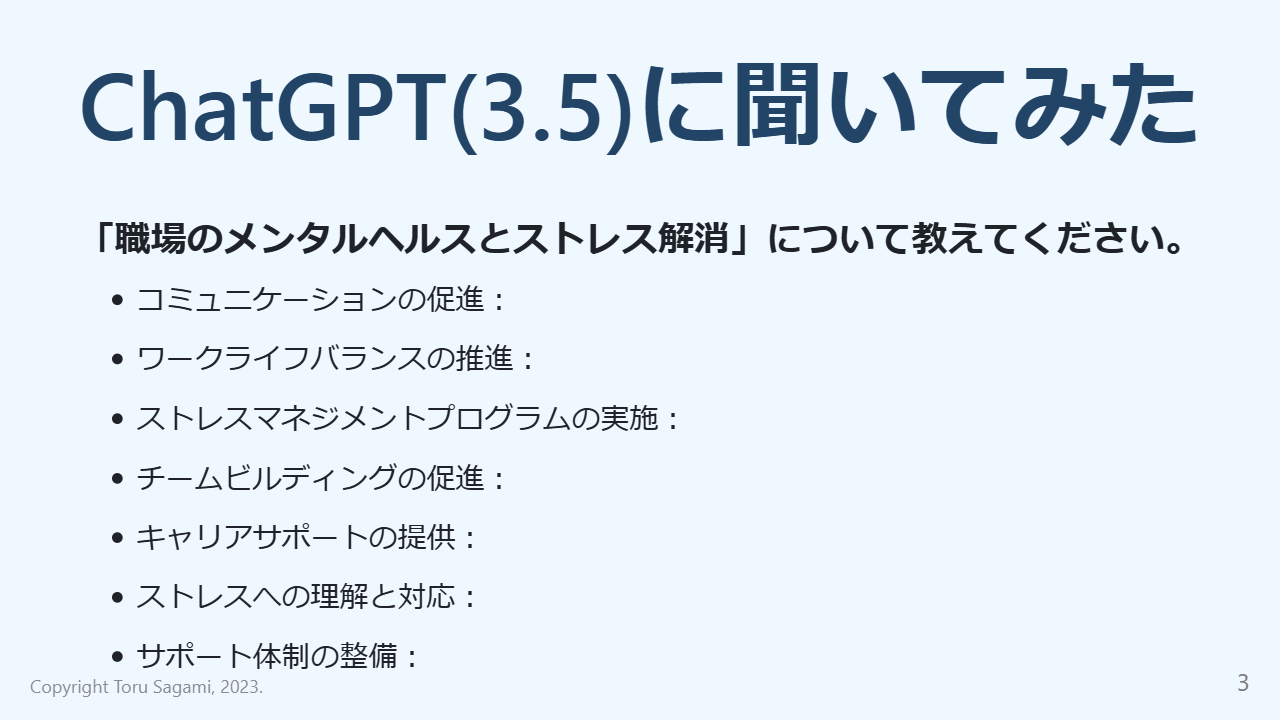 ChatGPT(3.5)に聞いてみた
「職場のメンタルヘルスとストレス解消」について教えてください。
• コミュニケーションの促進：
• ワークライフバランスの推進：
• ストレスマネジメントプログラムの実施：
• チームビルディングの促進：
• キャリアサポートの提供：
• ストレスへの理解と対応：
• サポート体制の整備：
Copyright Toru Sagami, 2023.
3